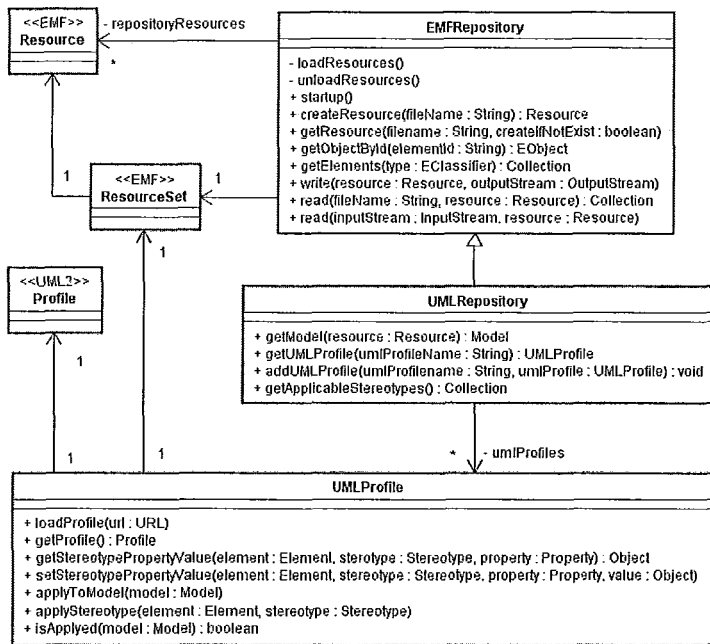 <<EMF>>
Resource
- repositoryResources
*
EMFRepository
- loadResources()
- unloadResources()
+ startup()
+ createResource(fileName : String) : Resource
+ getResource(filename : String, createIfNotExist : boolean)
+ getObjectById(elementId : String) : EObject
+ getElements(type : EClassifier) : Collection
+ write(resource : Resource, outputStream : OutputStream)
+ read(fileName : String, resource : Resource) : Collection
+ read(inputStream : InputStream, resource : Resource)
1
<<EMF>>
ResourceSet
1
1
<<UML2>>
Profile
1
UMLRepository
+ getModel(resource : Resource) : Model
+ getUMLProfile(umlProfileName : String) : UMLProfile
+ addUMLProfile(umlProfilename : String, umlProfile : UMLProfile) : void
+ getApplicableStereotypes() : Collection
1
1
* - umlProfiles
UMLProfile
+ loadProfile(url : URL)
+ getProfile() : Profile
+ getStereotypePropertyValue(element : Element, sterotype : Stereotype, property : Property) : Object
+ setStereotypePropertyValue(element : Element, stereotype : Stereotype, property : Property, value : Object)
+ applyToModel(model : Model)
+ applyStereotype(element : Element, stereotype : Stereotype)
+ isApplyed(model : Model) : boolean